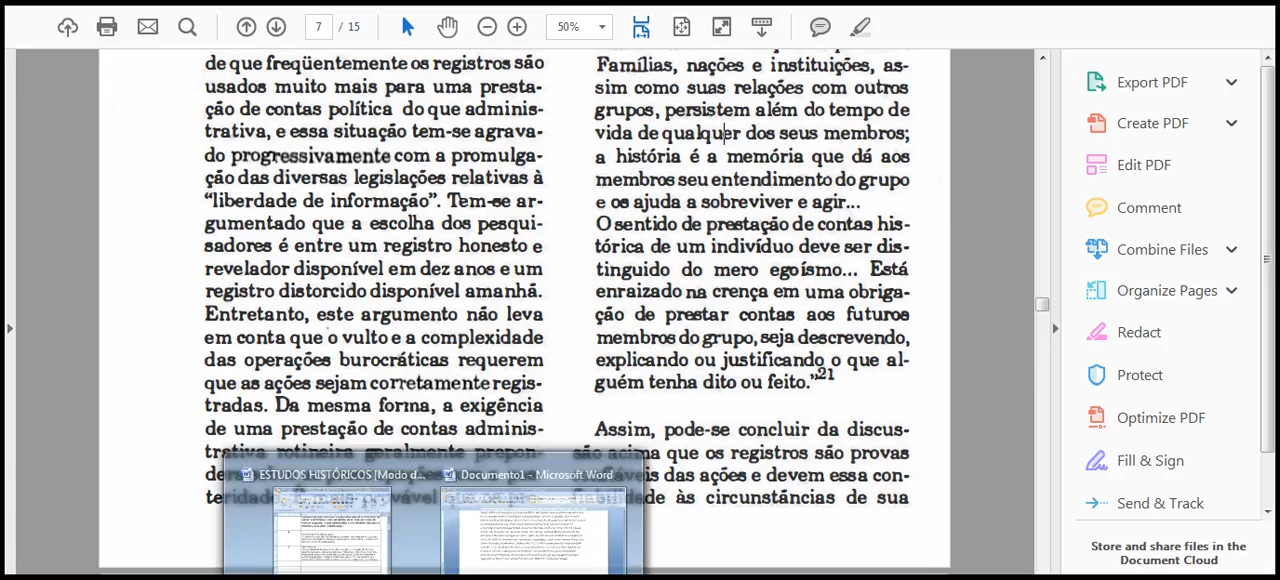 7 / 15
50%
de que freqüentemente os registros são
usados muito mais para uma presta-
ção de contas política do que adminis-
trativa, e essa situação tem-se agrava-
do progressivamente com a promulga-
ção das diversas legislações relativas à
“liberdade de informação”. Tem-se ar-
gumentado que a escolha dos pesqui-
sadores é entre um registro honesto e
revelador disponível em dez anos e um
registro distorcido disponível amanhã.
Entretanto, este argumento não leva
em conta que o vulto e a complexidade
das operações burocráticas requerem
que as ações sejam corretamente regis-
tradas. Da mesma forma, a exigência
de uma prestação de contas adminis-
trativa rotineira geralmente prepon-
Famílias, nações e instituições, as-
sim como suas relações com outros
grupos, persistem além do tempo de
vida de qualquer dos seus membros;
a história é a memória que dá aos
membros seu entendimento do grupo
e os ajuda a sobreviver e agir...
O sentido de prestação de contas his-
tórica de um indivíduo deve ser dis-
tinguido do mero egoísmo... Está
enraizado na crença em uma obriga-
ção de prestar contas aos futuros
membros do grupo, seja descrevendo,
explicando ou justificando o que al-
guém tenha dito ou feito.”21
Assim, pode-se concluir da discus-
são acima que os registros são provas
das ações e devem essa con-
às circunstâncias de sua
ESTUDOS HISTÓRICOS [Modo d...
Documento1 - Microsoft Word
Export PDF
Create PDF
Edit PDF
Comment
Combine Files
Organize Pages
Redact
Protect
Optimize PDF
Fill & Sign
Send & Track
Store and share files in the
Document Cloud